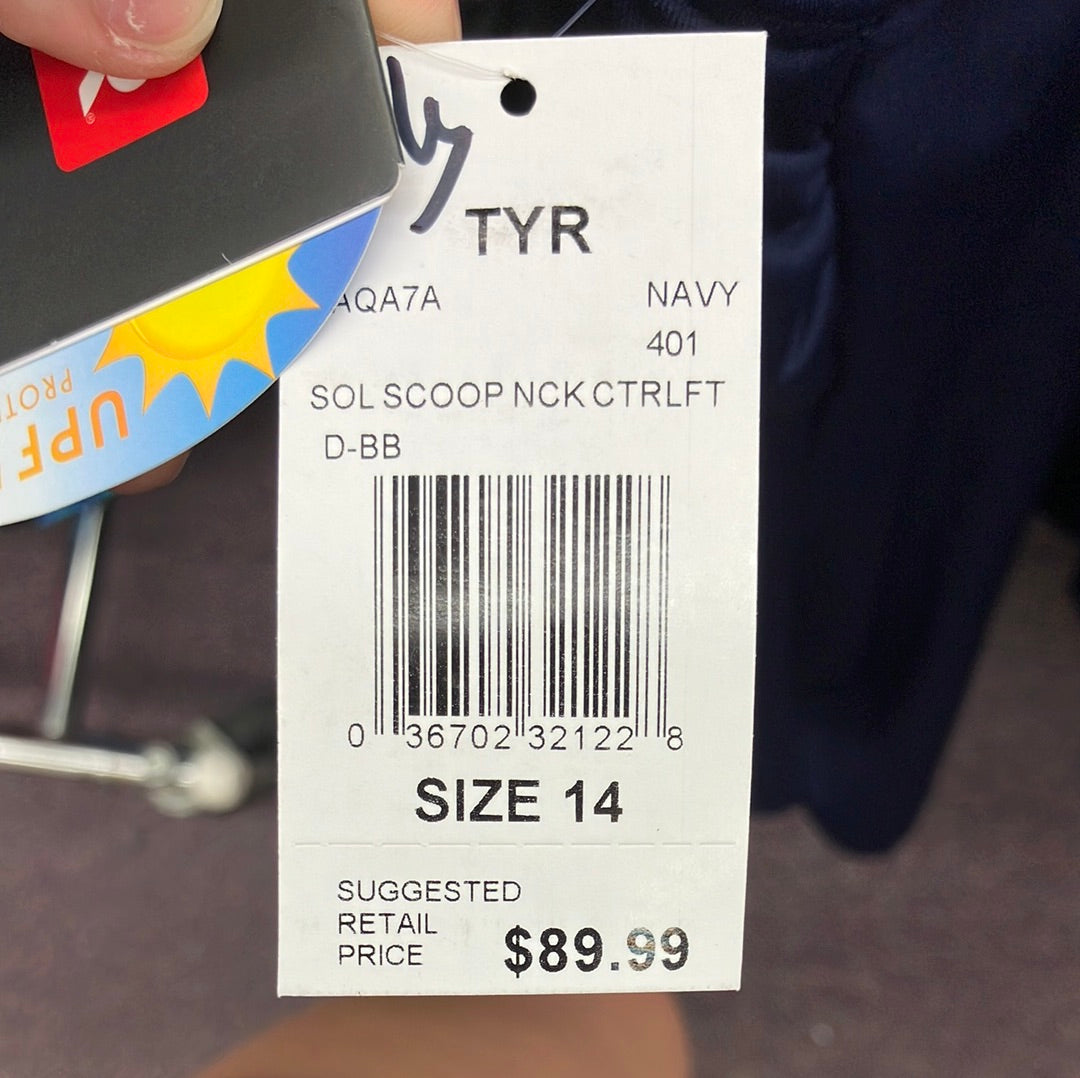 TYR
AQA7A NAVY
401
SOL SCOOP NCK CTRLFT
D-BB
0 36702 32122 8
SIZE 14
SUGGESTED
RETAIL
PRICE $89.99
UPF